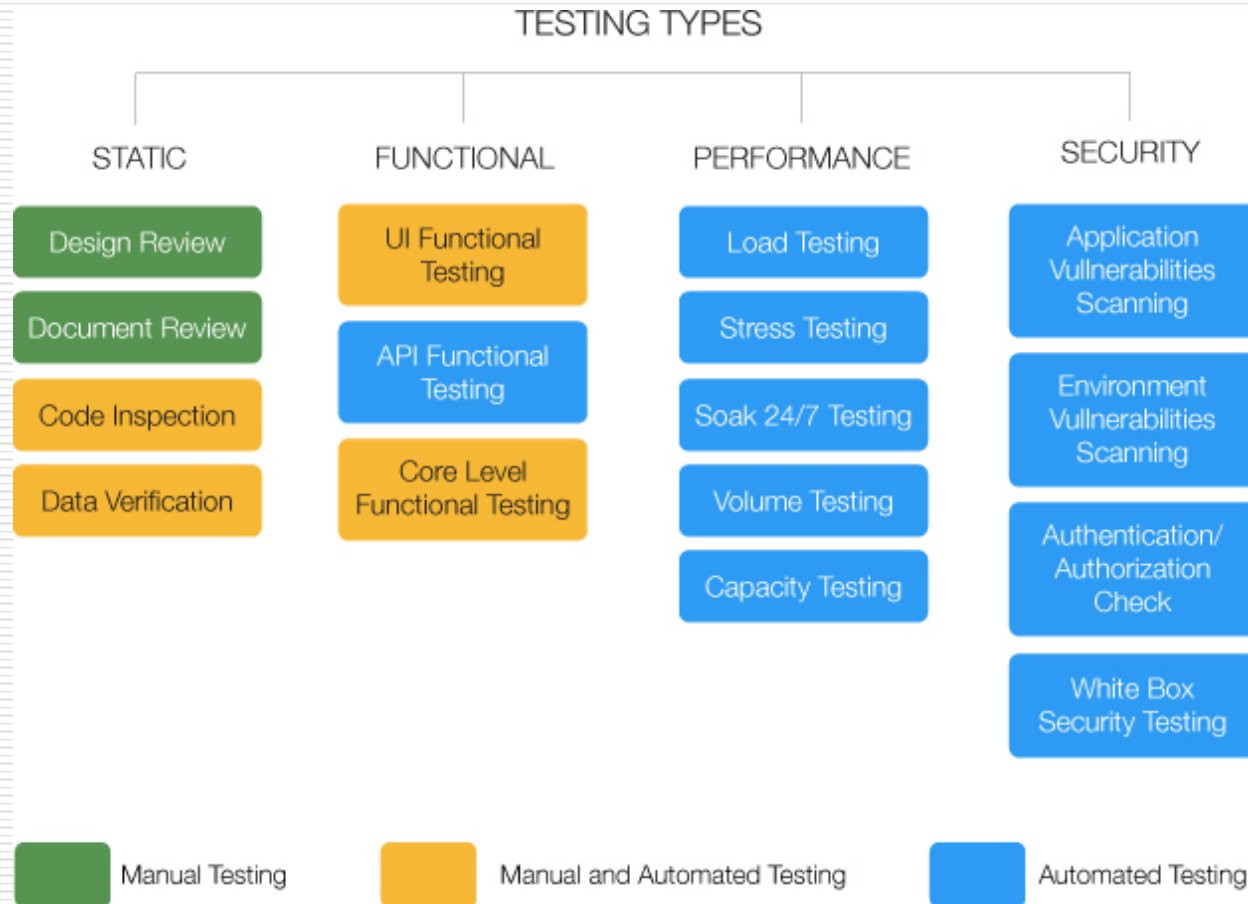 TESTING TYPES
STATIC
Design Review
Document Review
Code Inspection
Data Verification
FUNCTIONAL
UI Functional
Testing
API Functional
Testing
Core Level
Functional Testing
PERFORMANCE
Load Testing
Stress Testing
Soak 24/7 Testing
Volume Testing
Capacity Testing
SECURITY
Application
Vullnerabilities
Scanning
Environment
Vullnerabilities
Scanning
Authentication/
Authorization
Check
White Box
Security Testing
Manual Testing
Manual and Automated Testing
Automated Testing